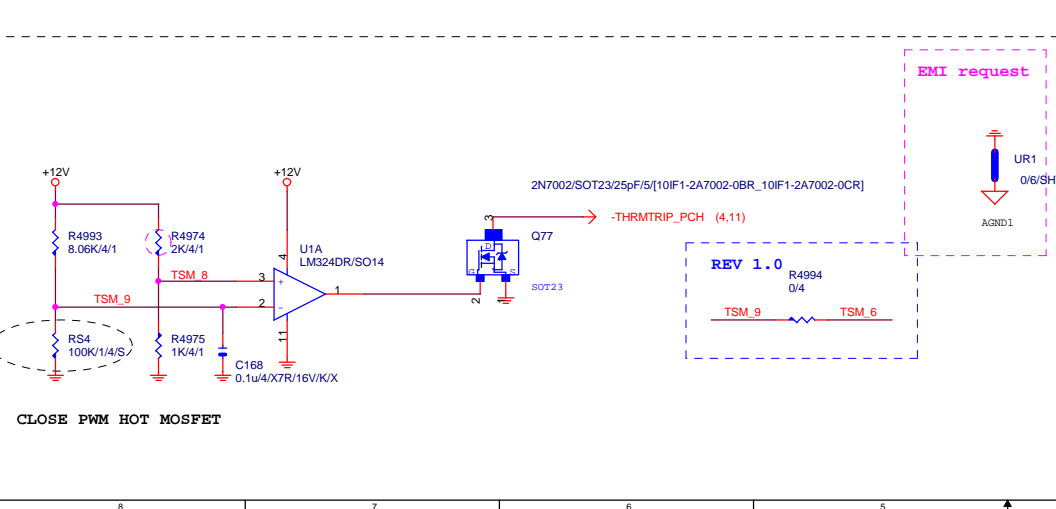 EMI request
UR1
0/6/SH
AGND1
+12V
+12V
2N7002/SOT23/25pF/5/[10IF1-2A7002-0BR_10IF1-2A7002-0CR]
-THRMTRIP_PCH (4,11)
R4993
8.06K/4/1
R4974
2K/4/1
U1A
LM324DR/SO14
4
3
Q77
D
G
S
2
1
SOT23
TSM_8
3
+
1
TSM_9
2
-
11
RS4
100K/1/4/S
R4975
1K/4/1
C168
0.1u/4/X7R/16V/K/X
REV 1.0
R4994
0/4
TSM_9
TSM_6
CLOSE PWM HOT MOSFET
8
7
6
5